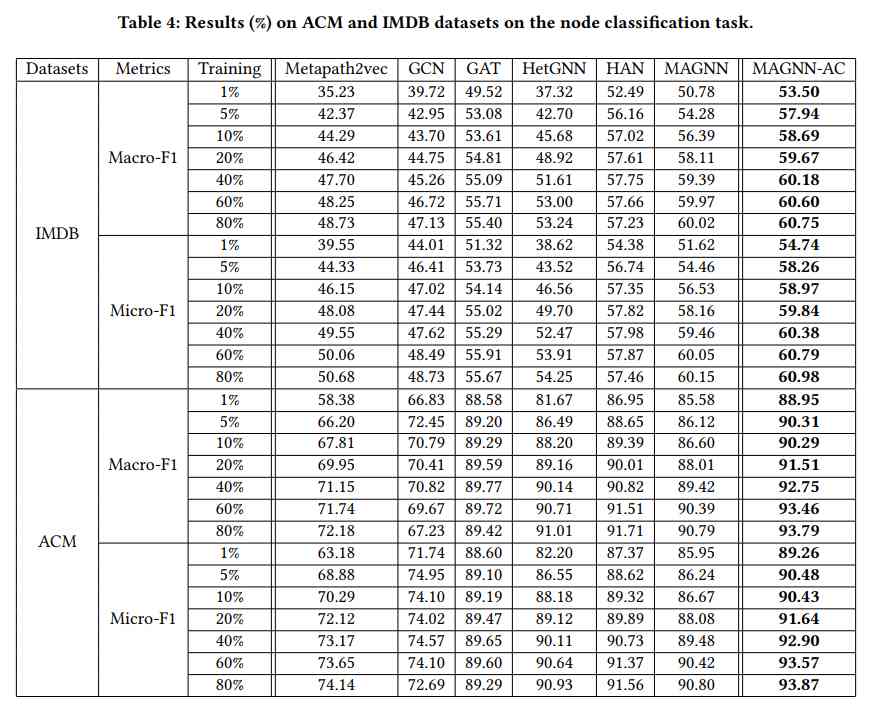 Table 4: Results (%) on ACM and IMDB datasets on the node classification task.
Datasets Metrics Training Metapath2vec GCN GAT HetGNN HAN MAGNN MAGNN-AC
IMDB
Macro-F1
1% 35.23 39.72 49.52 37.32 52.49 50.78 53.50
5% 42.37 42.95 53.08 42.70 56.16 54.28 57.94
10% 44.29 43.70 53.61 45.68 57.02 56.39 58.69
20% 46.42 44.75 54.81 48.92 57.61 58.11 59.67
40% 47.70 45.26 55.09 51.61 57.75 59.39 60.18
60% 48.25 46.72 55.71 53.00 57.66 59.97 60.60
80% 48.73 47.13 55.40 53.24 57.23 60.02 60.75
Micro-F1
1% 39.55 44.01 51.32 38.62 54.38 51.62 54.74
5% 44.33 46.41 53.73 43.52 56.74 54.46 58.26
10% 46.15 47.02 54.14 46.56 57.35 56.53 58.97
20% 48.08 47.44 55.02 49.70 57.82 58.16 59.84
40% 49.55 47.62 55.29 52.47 57.98 59.46 60.38
60% 50.06 48.49 55.91 53.91 57.87 60.05 60.79
80% 50.68 48.73 55.67 54.25 57.46 60.15 60.98
ACM
Macro-F1
1% 58.38 66.83 88.58 81.67 86.95 85.58 88.95
5% 66.20 72.45 89.20 86.49 88.65 86.12 90.31
10% 67.81 70.79 89.29 88.20 89.39 86.60 90.29
20% 69.95 70.41 89.59 89.16 90.01 88.01 91.51
40% 71.15 70.82 89.77 90.14 90.82 89.42 92.75
60% 71.74 69.67 89.72 90.71 91.51 90.39 93.46
80% 72.18 67.23 89.42 91.01 91.71 90.79 93.79
Micro-F1
1% 63.18 71.74 88.60 82.20 87.37 85.95 89.26
5% 68.88 74.95 89.10 86.55 88.62 86.24 90.48
10% 70.29 74.10 89.19 88.18 89.32 86.67 90.43
20% 72.12 74.02 89.47 89.12 89.89 88.08 91.64
40% 73.17 74.57 89.65 90.11 90.73 89.48 92.90
60% 73.65 74.10 89.60 90.64 91.37 90.42 93.57
80% 74.14 72.69 89.29 90.93 91.56 90.80 93.87